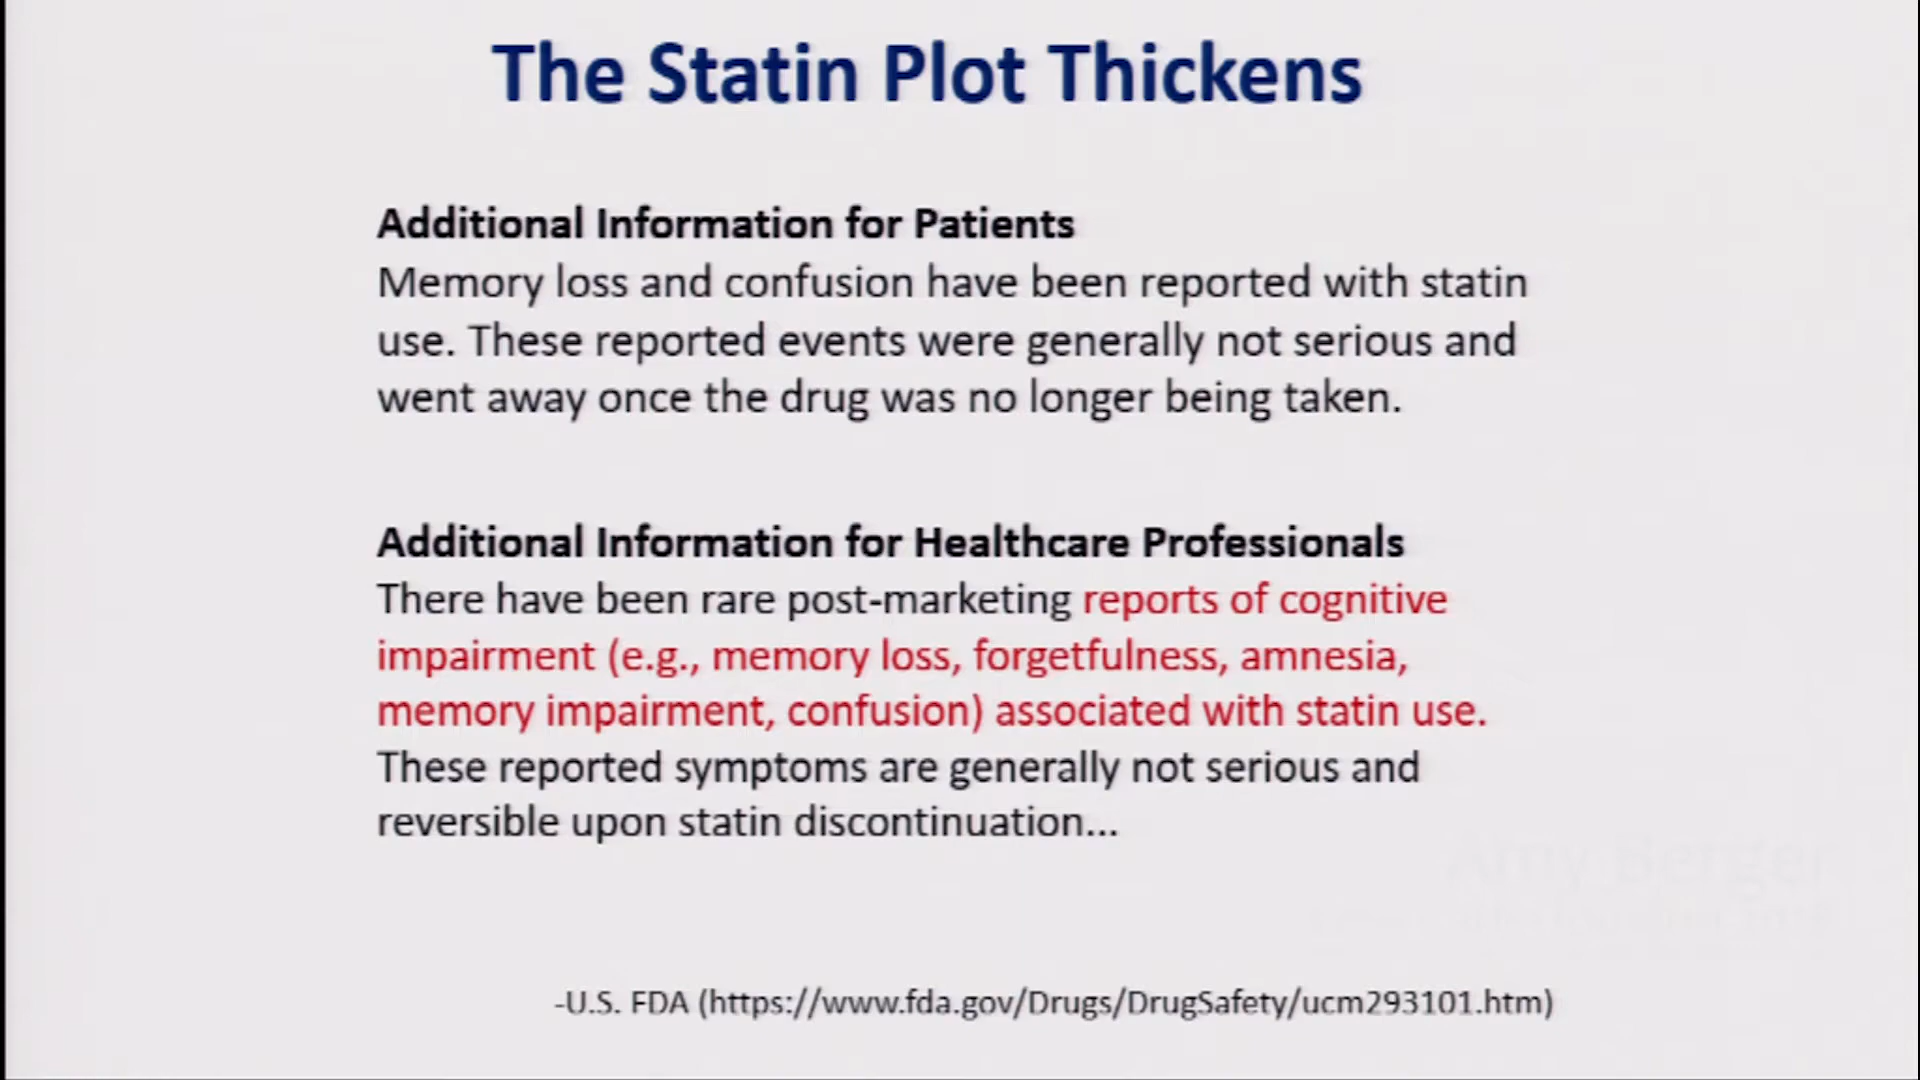 The Statin Plot Thickens
Additional Information for Patients
Memory loss and confusion have been reported with statin
use. These reported events were generally not serious and
went away once the drug was no longer being taken.
Additional Information for Healthcare Professionals
There have been rare post-marketing reports of cognitive
impairment (e.g., memory loss, forgetfulness, amnesia,
memory impairment, confusion) associated with statin use.
These reported symptoms are generally not serious and
reversible upon statin discontinuation...
Amy Berger
-U.S. FDA (https://www.fda.gov/Drugs/DrugSafety/ucm293101.htm)